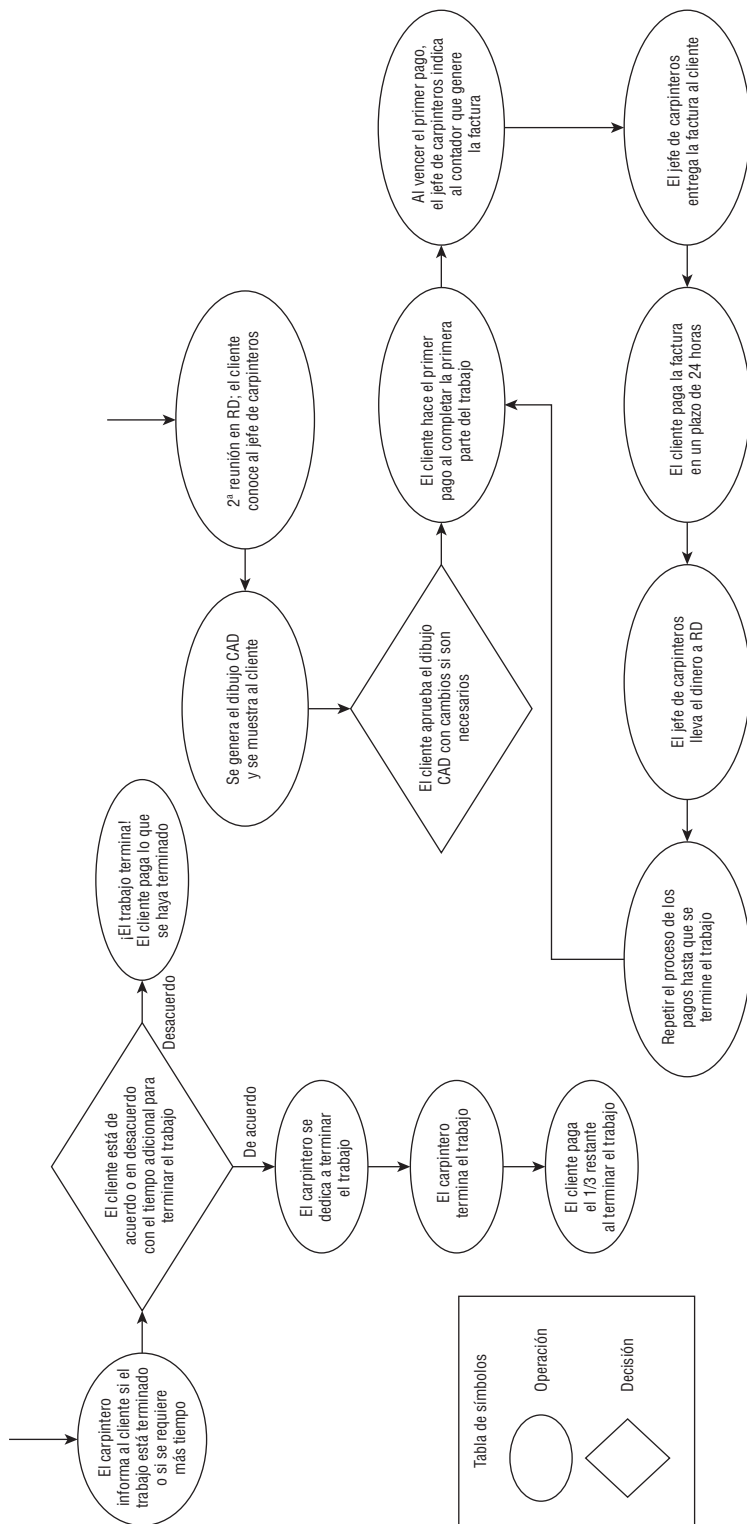 El carpintero
informa al cliente si el
trabajo está terminado
o si se requiere
más tiempo
El cliente está de
acuerdo o en desacuerdo
con el tiempo adicional para
terminar el trabajo
Desacuerdo
¡El trabajo termina!
El cliente paga lo que
se haya terminado
De acuerdo
El carpintero se
dedica a terminar
el trabajo
El carpintero
termina el trabajo
El cliente paga
el 1/3 restante
al terminar el trabajo
Tabla de símbolos
Operación
Decisión
2ª reunión en RD; el cliente
conoce al jefe de carpinteros
Se genera el dibujo CAD
y se muestra al cliente
El cliente aprueba el dibujo
CAD con cambios si son
necesarios
El cliente hace el primer
pago al completar la primera
parte del trabajo
Al vencer el primer pago,
el jefe de carpinteros indica
al contador que genere
la factura
El jefe de carpinteros
entrega la factura al cliente
El cliente paga la factura
en un plazo de 24 horas
El jefe de carpinteros
lleva el dinero a RD
Repetir el proceso de los
pagos hasta que se
termine el trabajo